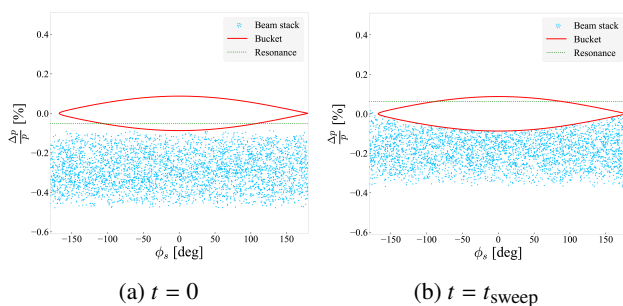 Beam stack
Bucket
Resonance
0.4
0.2
0.0
−0.2
−0.4
−0.6
Δp/p [%]
−150 −100 −50 0 50 100 150
ϕs [deg]
(a) t = 0
Beam stack
Bucket
Resonance
0.4
0.2
0.0
−0.2
−0.4
−0.6
Δp/p [%]
−150 −100 −50 0 50 100 150
ϕs [deg]
(b) t = tsweep